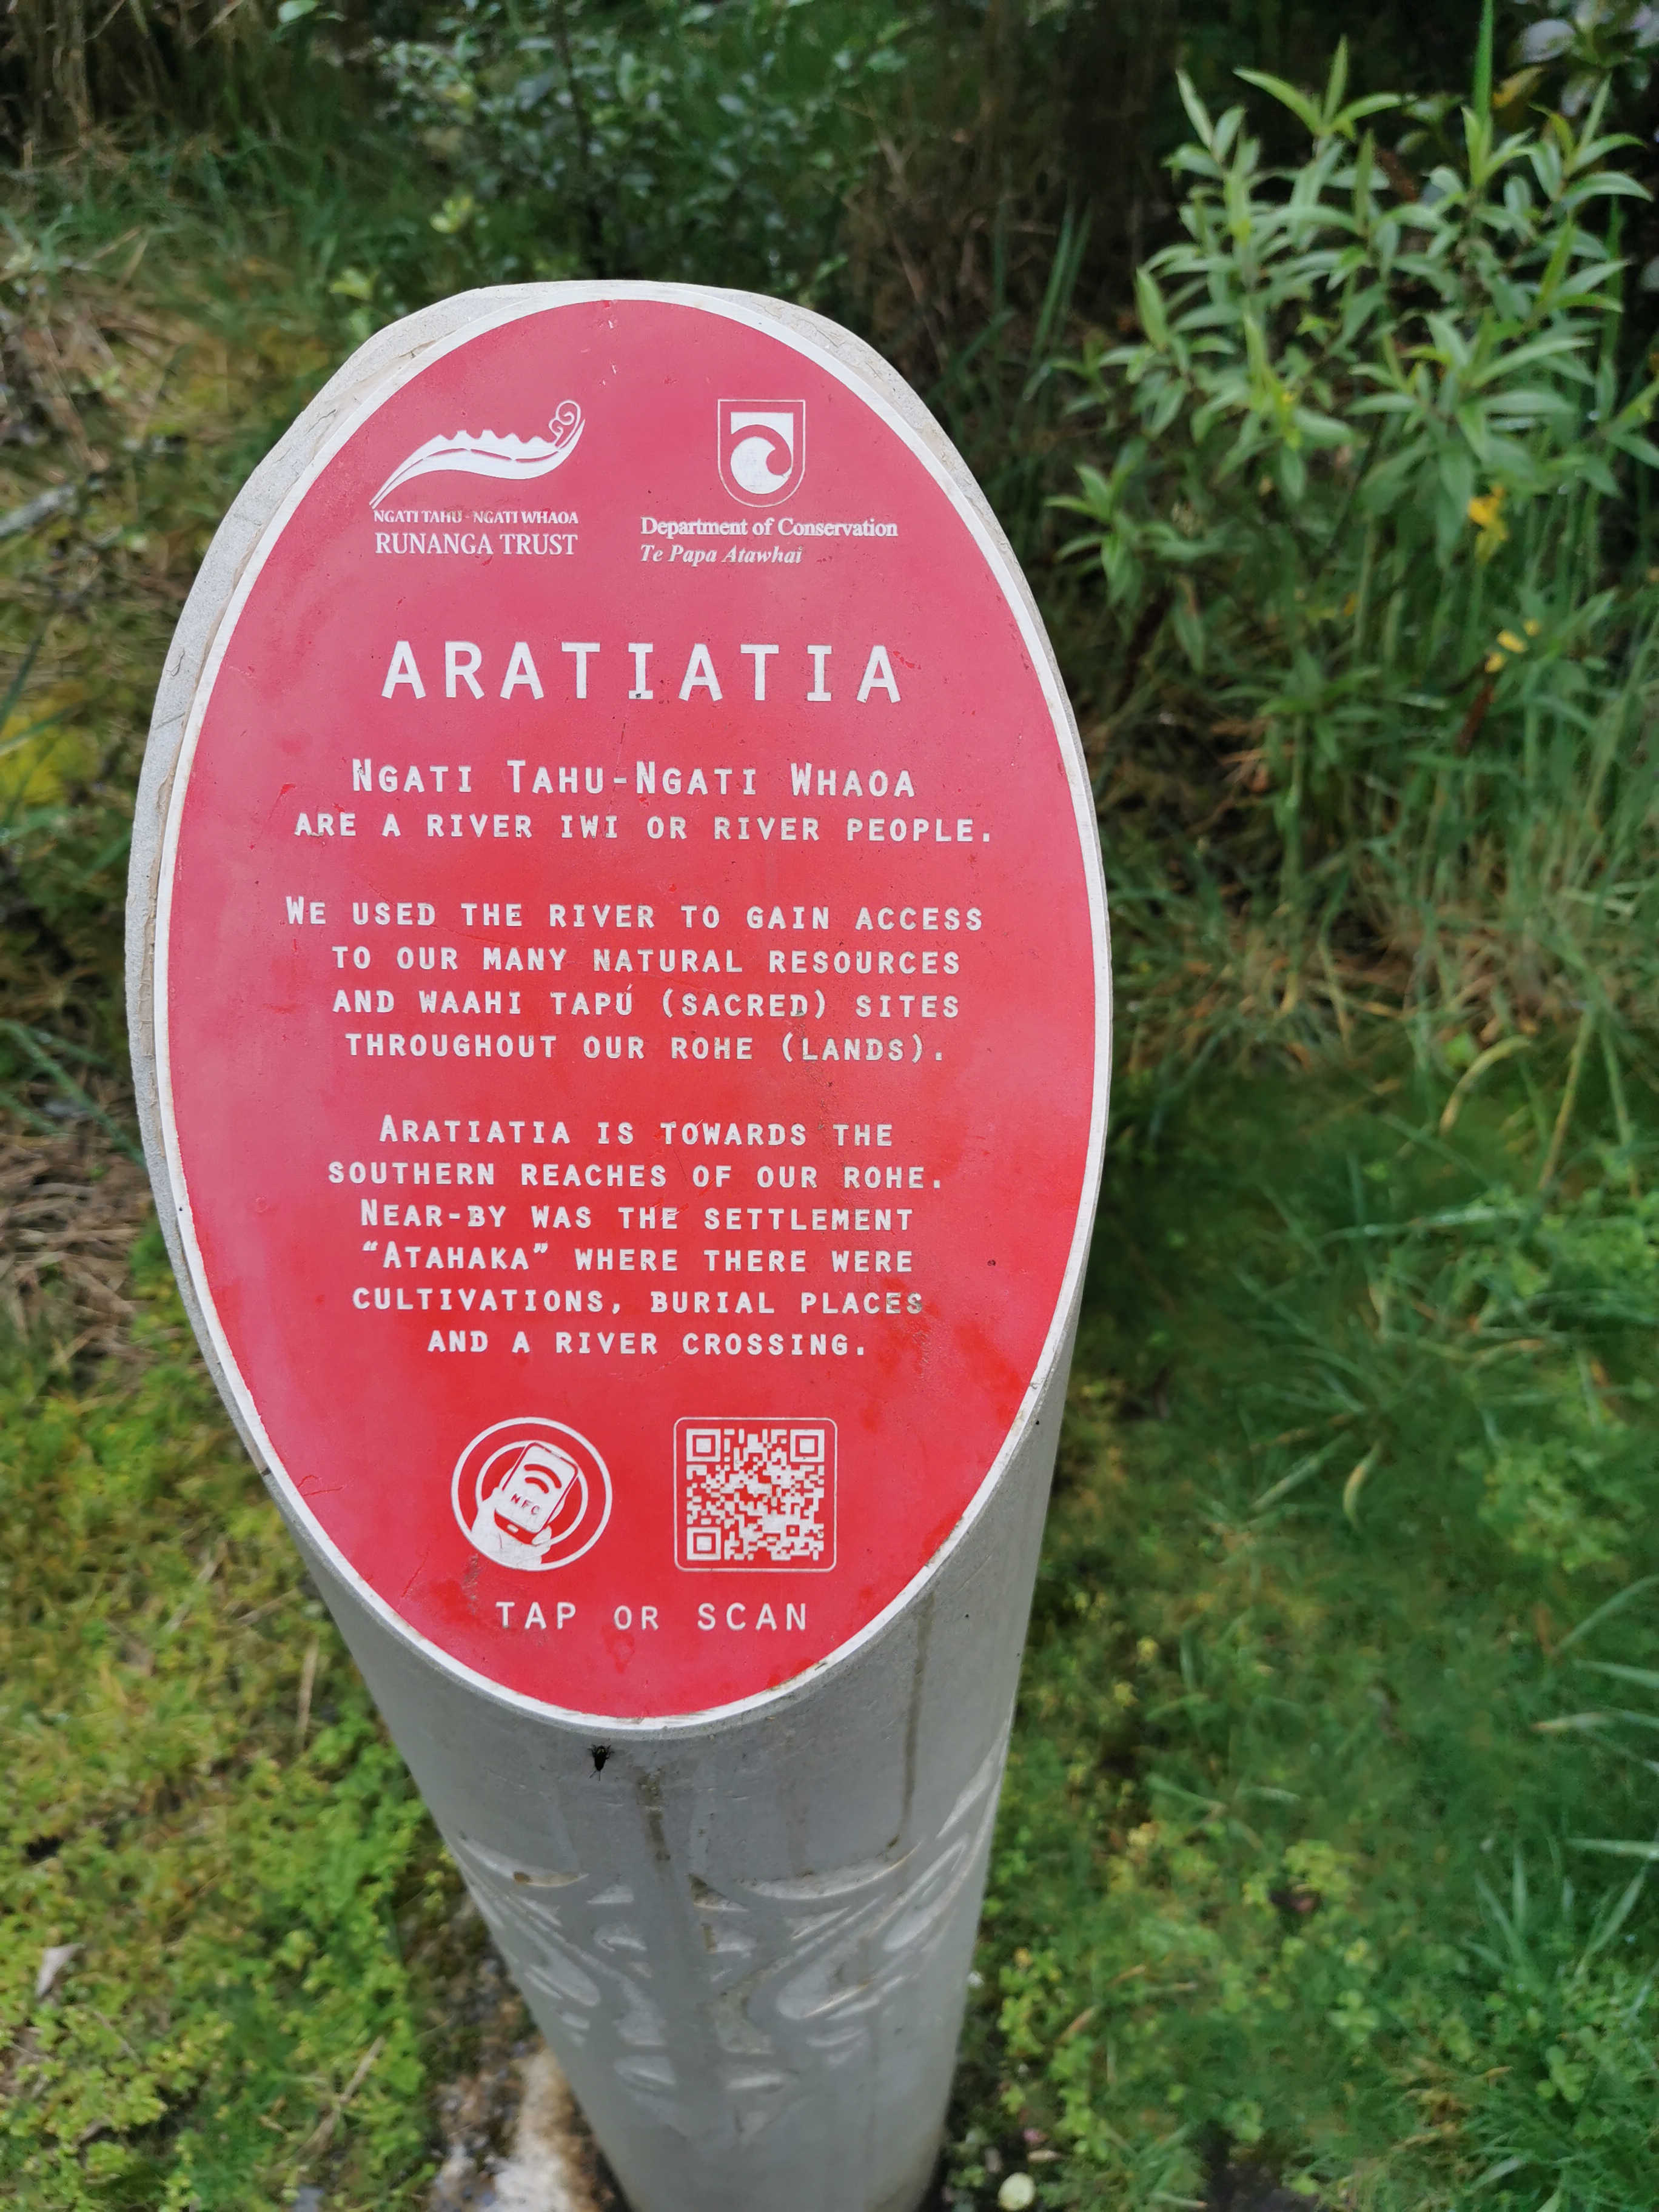 NGATI TAHU - NGATI WHAOA
RUNANGA TRUST
Department of Conservation
Te Papa Atawhai
ARATIATIA
NGATI TAHU-NGATI WHAOA
ARE A RIVER IWI OR RIVER PEOPLE.
WE USED THE RIVER TO GAIN ACCESS
TO OUR MANY NATURAL RESOURCES
AND WAAHI TAPÚ (SACRED) SITES
THROUGHOUT OUR ROHE (LANDS).
ARATIATIA IS TOWARDS THE
SOUTHERN REACHES OF OUR ROHE.
NEAR-BY WAS THE SETTLEMENT
“ATAHAKA” WHERE THERE WERE
CULTIVATIONS, BURIAL PLACES
AND A RIVER CROSSING.
NFC
TAP OR SCAN